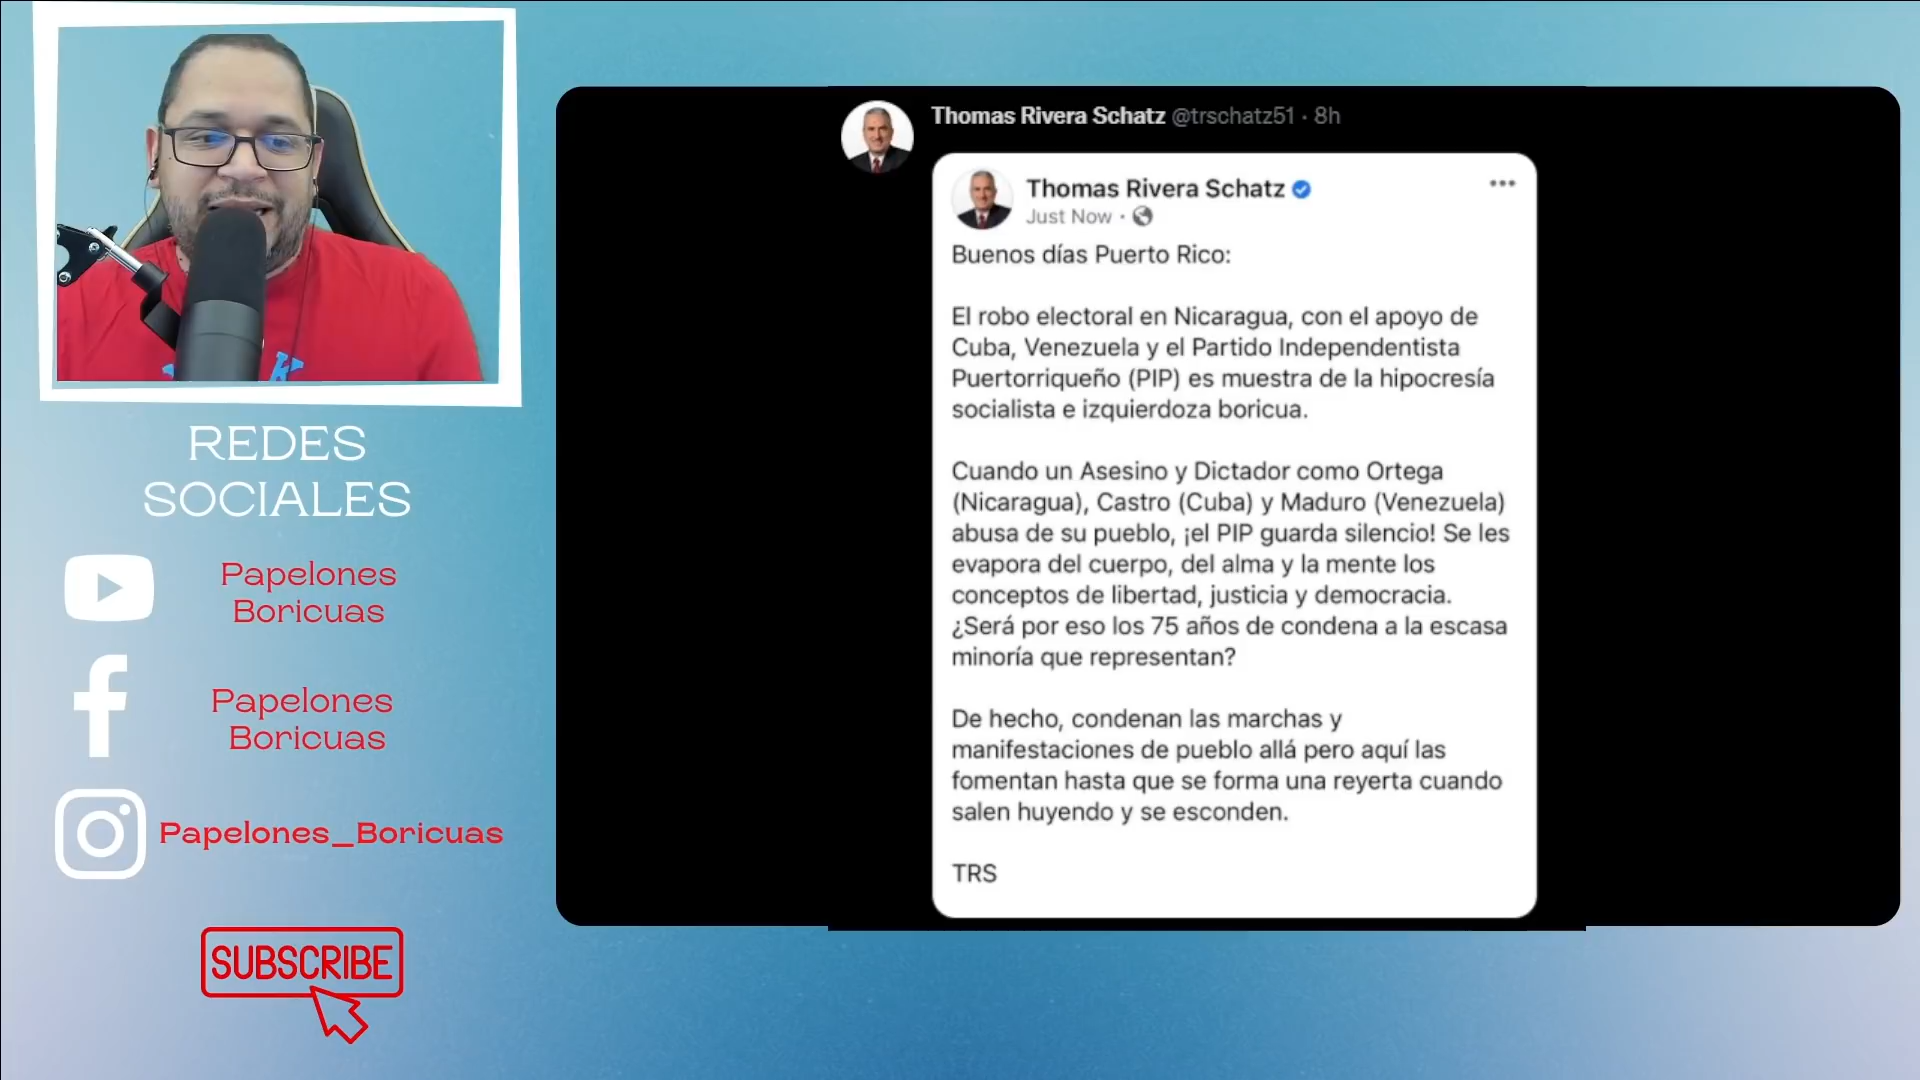 REDES
SOCIALES
Papelones
Boricuas
Papelones
Boricuas
Papelones_Boricuas
SUBSCRIBE
Thomas Rivera Schatz @trschatz51 · 8h
Thomas Rivera Schatz
Just Now ·
Buenos días Puerto Rico:
El robo electoral en Nicaragua, con el apoyo de
Cuba, Venezuela y el Partido Independentista
Puertorriqueño (PIP) es muestra de la hipocresía
socialista e izquierdoza boricua.
Cuando un Asesino y Dictador como Ortega
(Nicaragua), Castro (Cuba) y Maduro (Venezuela)
abusa de su pueblo, ¡el PIP guarda silencio! Se les
evapora del cuerpo, del alma y la mente los
conceptos de libertad, justicia y democracia.
¿Será por eso los 75 años de condena a la escasa
minoría que representan?
De hecho, condenan las marchas y
manifestaciones de pueblo allá pero aquí las
fomentan hasta que se forma una reyerta cuando
salen huyendo y se esconden.
TRS